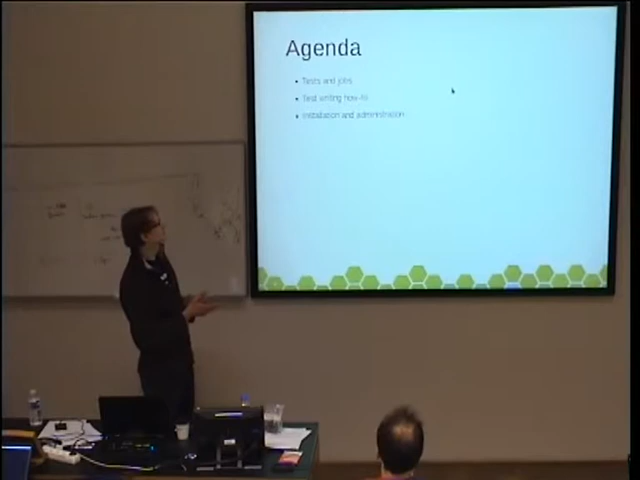 Agenda
• Tests and jobs
• Test writing how-to
• Installation and administration